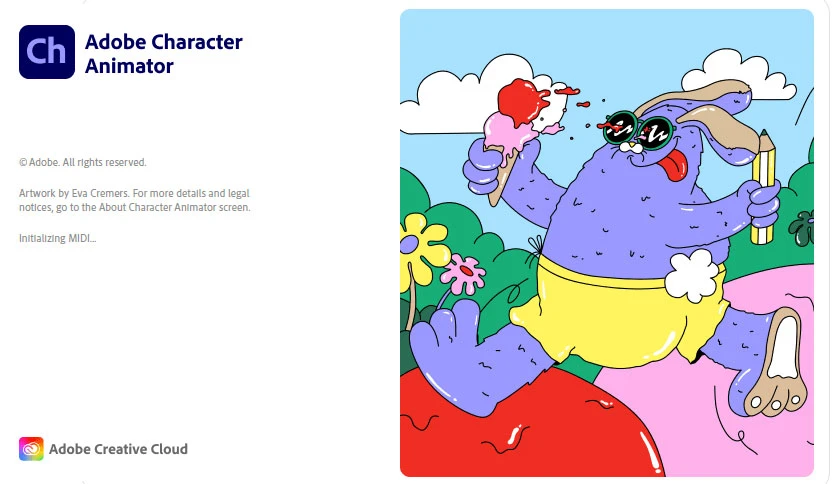 Ch
Adobe Character
Animator
© Adobe. All rights reserved.
Artwork by Eva Cremers. For more details and legal
notices, go to the About Character Animator screen.
Initializing MIDI...
Adobe Creative Cloud